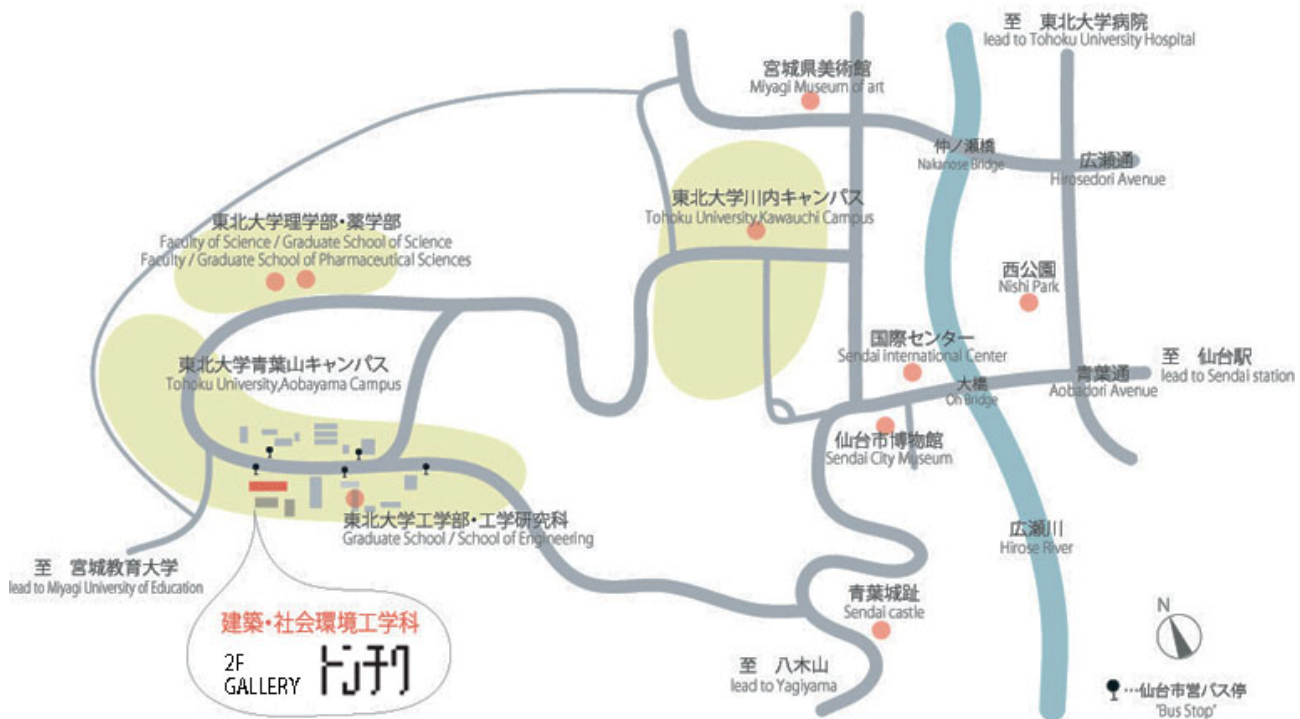 至 東北大学病院
lead to Tohoku University Hospital
宮城県美術館
Miyagi Museum of art
仲ノ瀬橋
Nakanose Bridge
広瀬通
Hirosedori Avenue
東北大学川内キャンパス
Tohoku University,Kawauchi Campus
東北大学理学部・薬学部
Faculty of Science / Graduate School of Science
Faculty / Graduate School of Pharmaceutical Sciences
西公園
Nishi Park
国際センター
Sendai international Center
至 仙台駅
lead to Sendai station
青葉通
Aobadori Avenue
大橋
Oh Bridge
東北大学青葉山キャンパス
Tohoku University,Aobayama Campus
仙台市博物館
Sendai City Museum
東北大学工学部・工学研究科
Graduate School / School of Engineering
広瀬川
Hirose River
至 宮城教育大学
lead to Miyagi University of Education
青葉城趾
Sendai castle
建築・社会環境工学科
2F
GALLERY トンチク
至 八木山
lead to Yagiyama
N
…仙台市営バス停
"Bus Stop"